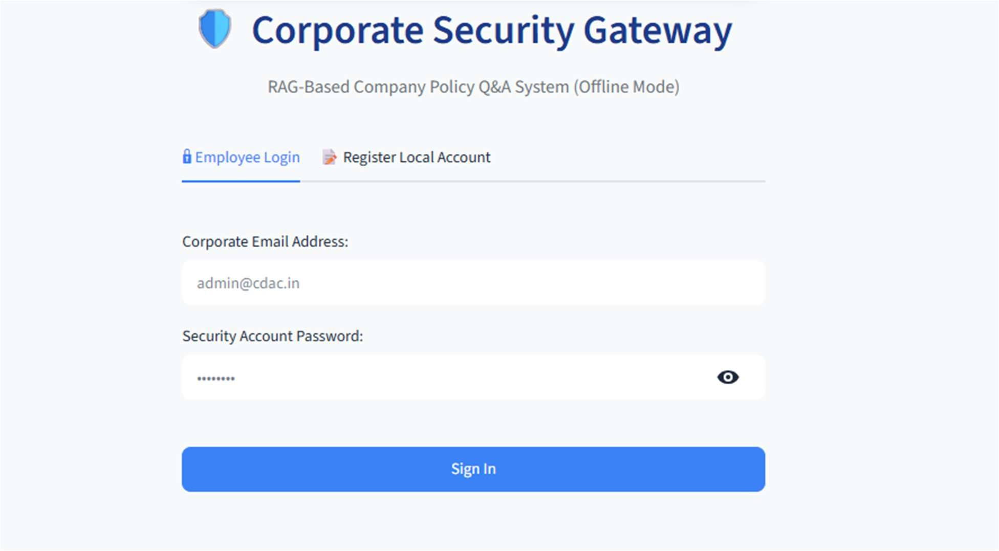 Corporate Security Gateway
RAG-Based Company Policy Q&A System (Offline Mode)
Employee Login Register Local Account
Corporate Email Address:
admin@cdac.in
Security Account Password:
••••••••
Sign In